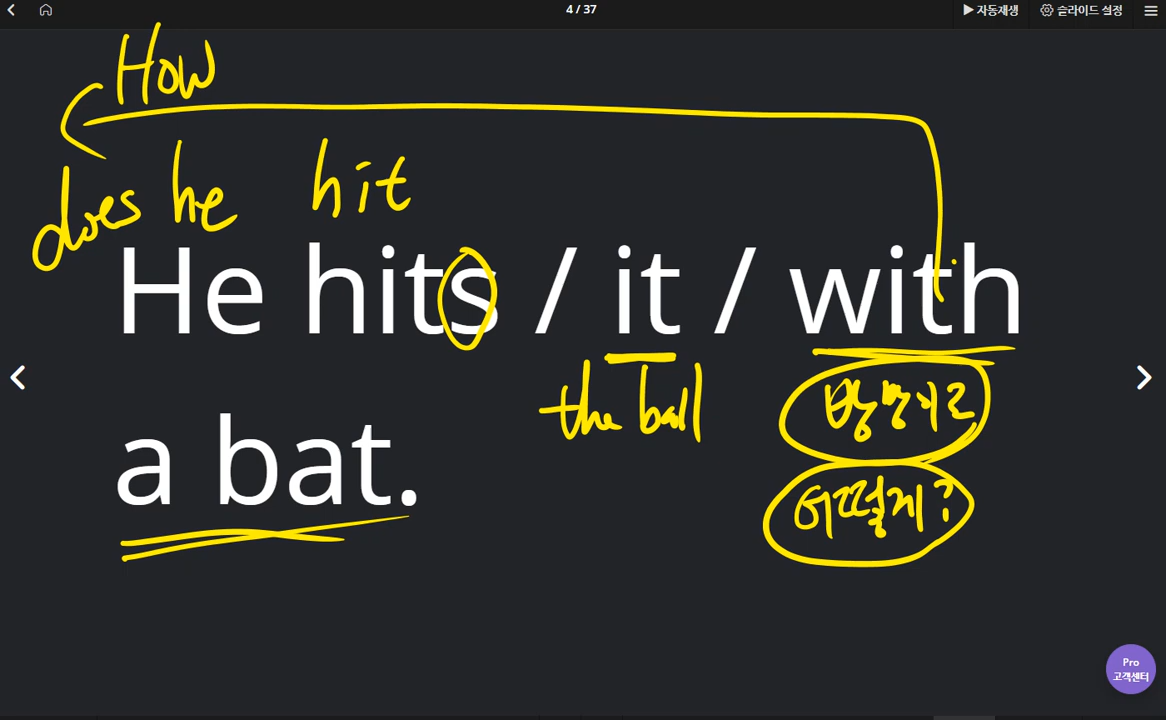 4 / 37
▶ 자동재생
슬라이드 설정
How
does he hit
He hits / it / with
the ball
방망이로
a bat.
어떻게?
Pro
고객센터